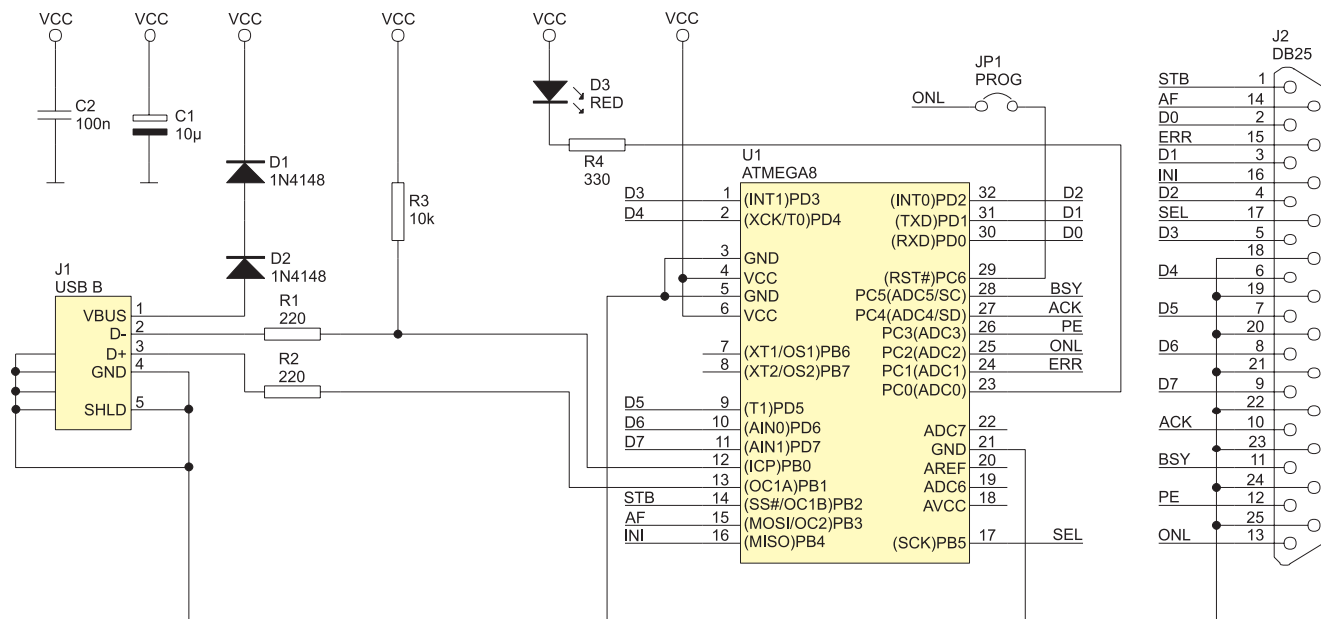 VCC
VCC
VCC
VCC
VCC
VCC
C2
100n
C1
10µ
D1
1N4148
D2
1N4148
R3
10k
D3
RED
R4
330
JP1
PROG
ONL
J1
USB B
VBUS 1
D- 2
D+ 3
GND 4
SHLD 5
R1
220
R2
220
U1
ATMEGA8
D3 1 (INT1)PD3
D4 2 (XCK/T0)PD4
3 GND
4 VCC
5 GND
6 VCC
7 (XT1/OS1)PB6
8 (XT2/OS2)PB7
D5 9 (T1)PD5
D6 10 (AIN0)PD6
D7 11 (AIN1)PD7
12 (ICP)PB0
13 (OC1A)PB1
STB 14 (SS#/OC1B)PB2
AF 15 (MOSI/OC2)PB3
INI 16 (MISO)PB4
(INT0)PD2 32 D2
(TXD)PD1 31 D1
(RXD)PD0 30 D0
(RST#)PC6 29
PC5(ADC5/SC) 28 BSY
PC4(ADC4/SD) 27 ACK
PC3(ADC3) 26 PE
PC2(ADC2) 25 ONL
PC1(ADC1) 24 ERR
PC0(ADC0) 23
ADC7 22
GND 21
AREF 20
ADC6 19
AVCC 18
(SCK)PB5 17 SEL
J2
DB25
STB 1
AF 14
D0 2
ERR 15
D1 3
INI 16
D2 4
SEL 17
D3 5
18
D4 6
19
D5 7
20
D6 8
21
D7 9
22
ACK 10
23
BSY 11
24
PE 12
25
ONL 13